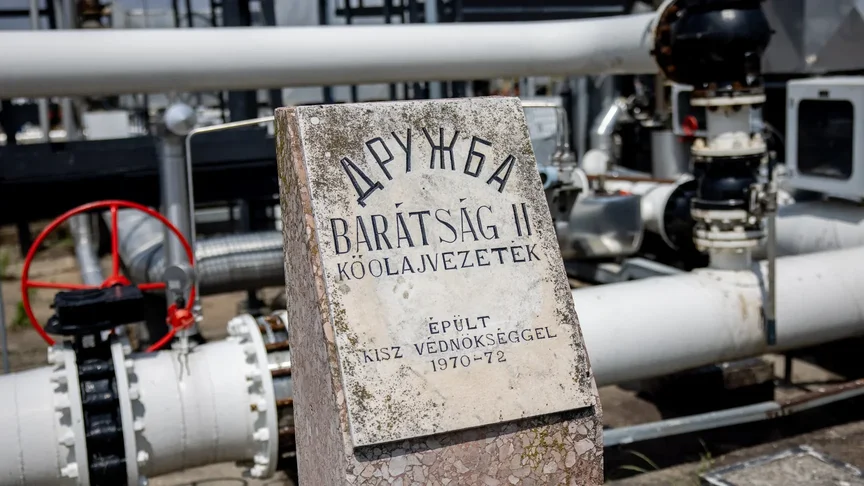 ДРУЖБА
BARÁTSÁG II
KŐOLAJVEZETÉK
ÉPÜLT
KISZ VÉDNÖKSÉGGEL
1970-72